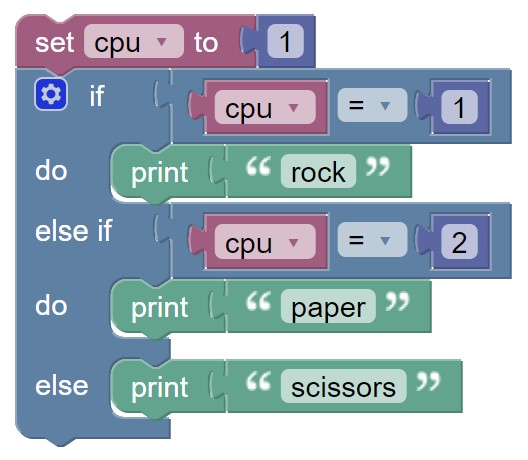 set cpu to 1
if cpu = 1
do print “ rock ”
else if cpu = 2
do print “ paper ”
else print “ scissors ”